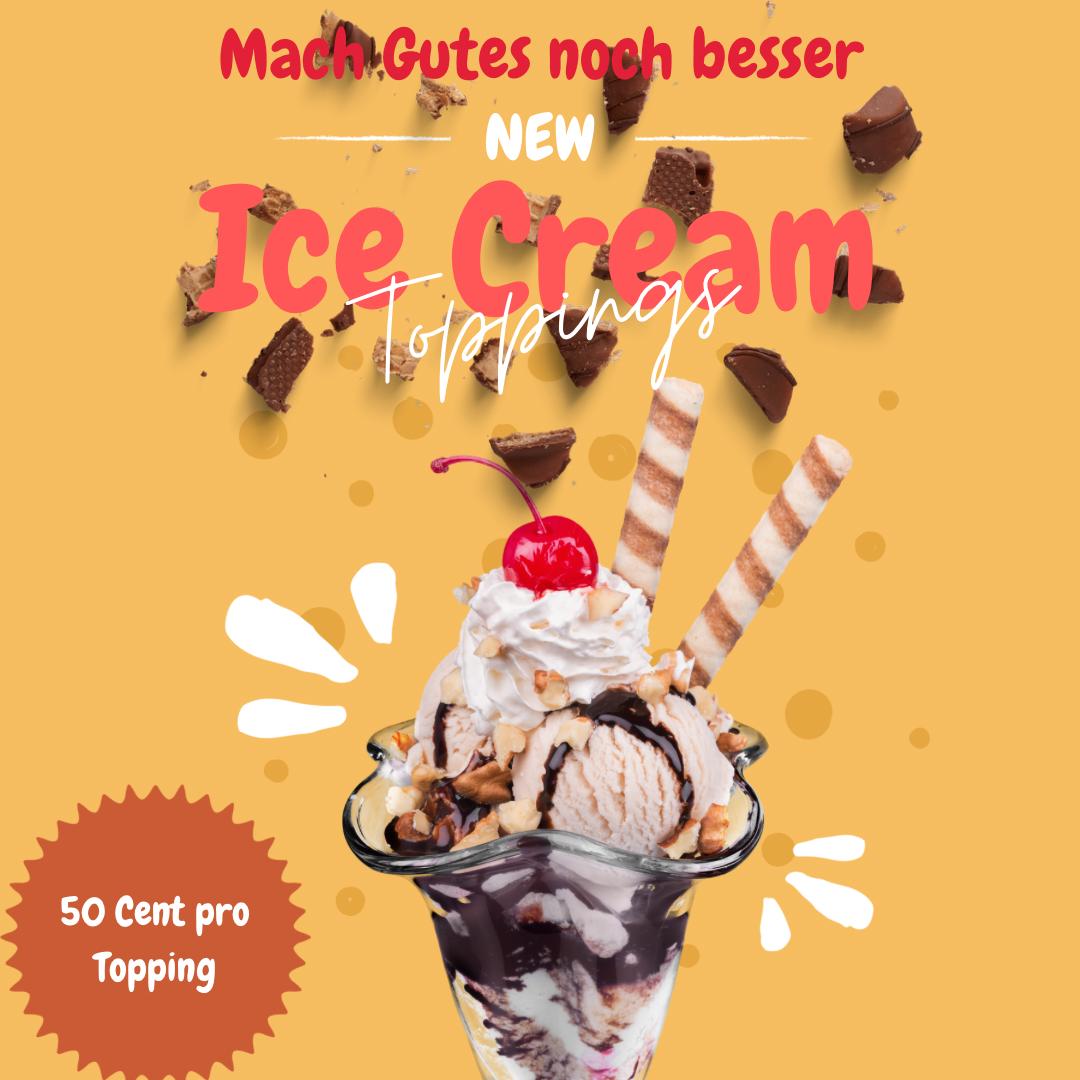 Mach Gutes noch besser
NEW
Ice Cream
Toppings
50 Cent pro
Topping